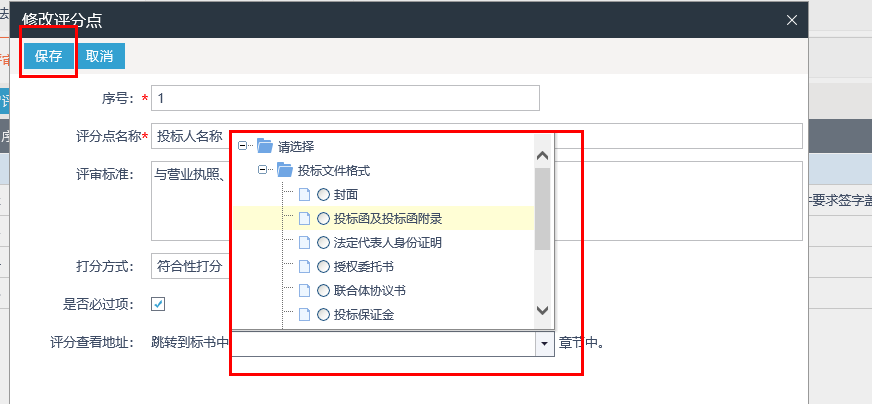 修改评分点
保存 取消
序号：* 1
评分点名称* 投标人名称
请选择
投标文件格式
评审标准： 与营业执照、
封面
投标函及投标函附录
件要求签字盖
法定代表人身份证明
打分方式： 符合性打分
授权委托书
联合体协议书
是否必过项：
投标保证金
评分查看地址： 跳转到标书中 章节中。